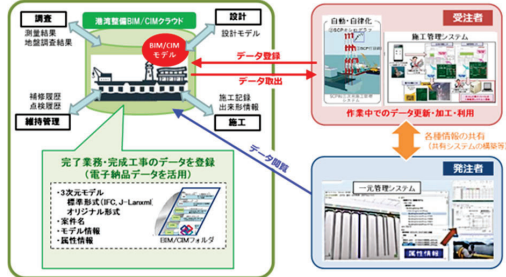 港湾整備BIM/CIMクラウド
調査
測量結果
地盤調査結果
設計
設計モデル
BIM/CIM
モデル
補修履歴
点検履歴
維持管理
施工記録
出来形情報
施工
完了業務・完成工事のデータを登録
(電子納品データを活用)
・3次元モデル
標準形式(IFC, J-Lanxml)
オリジナル形式
・案件名
・モデル情報
・属性情報
BIM/CIMフォルダ
データ登録
データ取出
データ閲覧
受注者
自動・自律化
施工管理システム
作業中でのデータ更新・加工・利用
各種情報の共有
(共有システムの構築等)
発注者
一元管理システム
属性情報